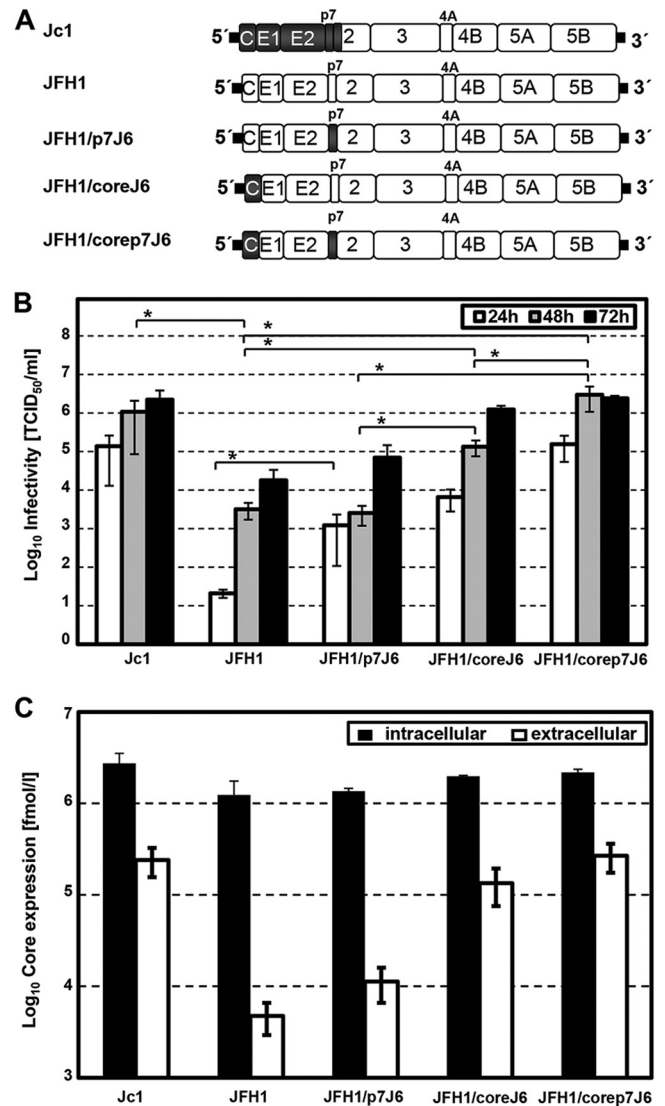 A
Jc1 5´ C E1 E2 p7 2 3 4A 4B 5A 5B 3´
JFH1 5´ C E1 E2 p7 2 3 4A 4B 5A 5B 3´
JFH1/p7J6 5´ C E1 E2 p7 2 3 4A 4B 5A 5B 3´
JFH1/coreJ6 5´ C E1 E2 p7 2 3 4A 4B 5A 5B 3´
JFH1/corep7J6 5´ C E1 E2 p7 2 3 4A 4B 5A 5B 3´
B
Log10 Infectivity [TCID50/ml]
24h 48h 72h
8
7
6
5
4
3
2
1
0
* * * * * * *
Jc1 JFH1 JFH1/p7J6 JFH1/coreJ6 JFH1/corep7J6
C
Log10 Core expression [fmol/l]
intracellular extracellular
7
6
5
4
3
Jc1 JFH1 JFH1/p7J6 JFH1/coreJ6 JFH1/corep7J6